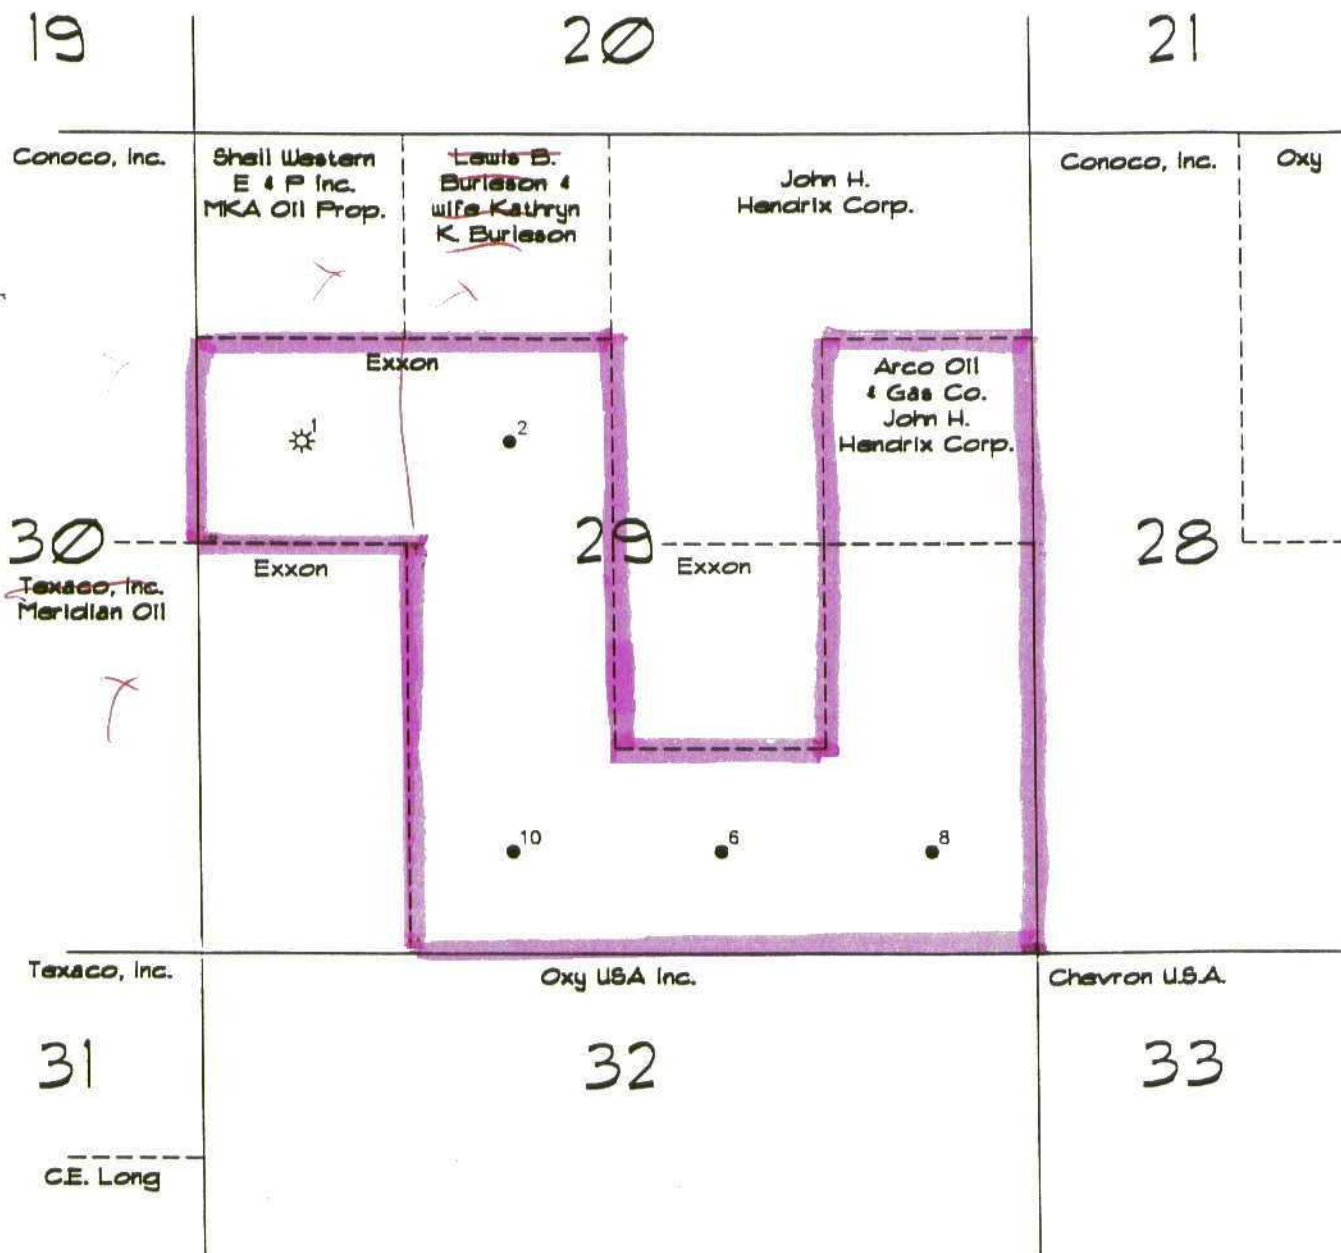 19
20
21
Conoco, Inc.
Shell Western
E & P Inc.
MKA Oil Prop.
Lewis B.
Burleson &
wife Kathryn
K. Burleson
John H.
Hendrix Corp.
Conoco, Inc.
Oxy
Exxon
Arco Oil
& Gas Co.
John H.
Hendrix Corp.
1
2
30
29
28
Exxon
Exxon
Texaco, Inc.
Meridian Oil
10
6
8
Texaco, Inc.
Oxy USA Inc.
Chevron U.S.A.
31
32
33
C.E. Long